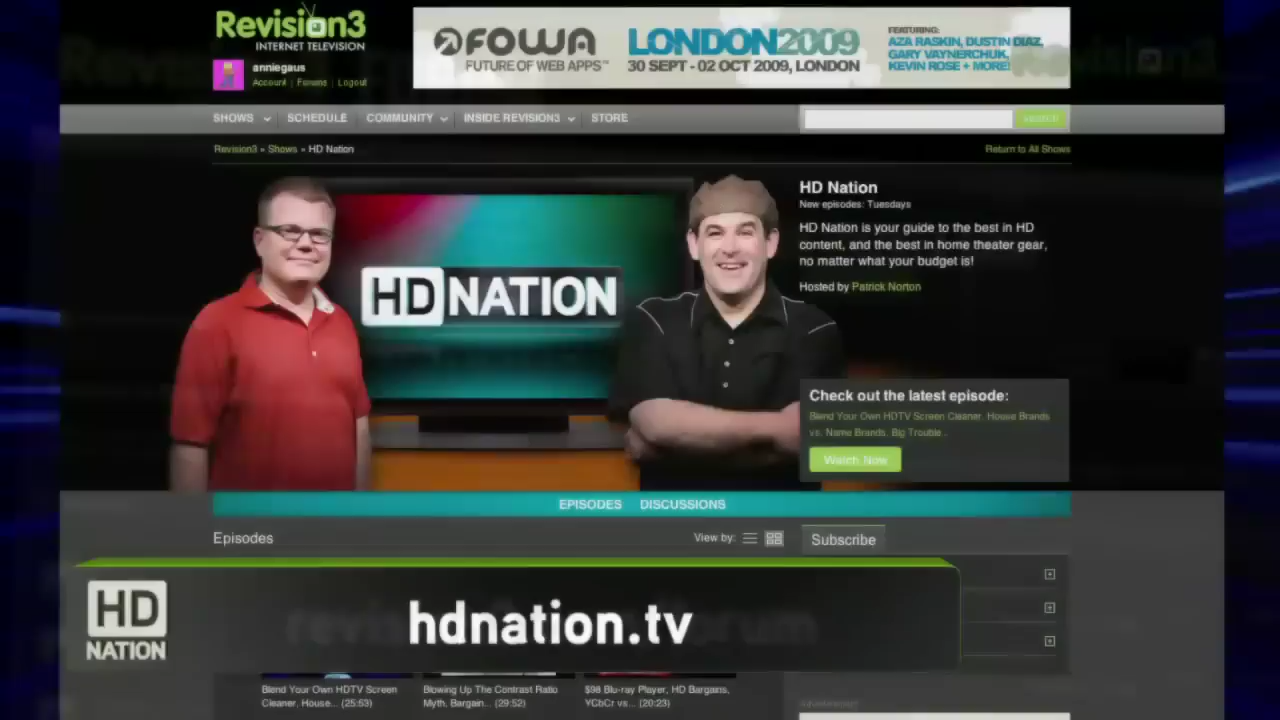 Revision3
INTERNET TELEVISION
anniegaus
Account | Forums | Logout
FOWA
FUTURE OF WEB APPS™
LONDON2009
30 SEPT - 02 OCT 2009, LONDON
FEATURING:
AZA RASKIN, DUSTIN DIAZ,
GARY VAYNERCHUK,
KEVIN ROSE + MORE!
SHOWS
SCHEDULE
COMMUNITY
INSIDE REVISION3
STORE
Revision3 » Shows » HD Nation
Return to All Shows
HD NATION
HD Nation
New episodes: Tuesdays
HD Nation is your guide to the best in HD
content, and the best in home theater gear,
no matter what your budget is!
Hosted by Patrick Norton
Check out the latest episode:
Blend Your Own HDTV Screen Cleaner, House Brands
vs. Name Brands, Big Trouble...
Watch Now
EPISODES DISCUSSIONS
Episodes
View by:
Subscribe
HD
NATION
hdnation.tv
Blend Your Own HDTV Screen
Cleaner, House... (25:53)
Blowing Up The Contrast Ratio
Myth, Bargain... (29:52)
$98 Blu-ray Player, HD Bargains,
YCbCr vs... (20:23)